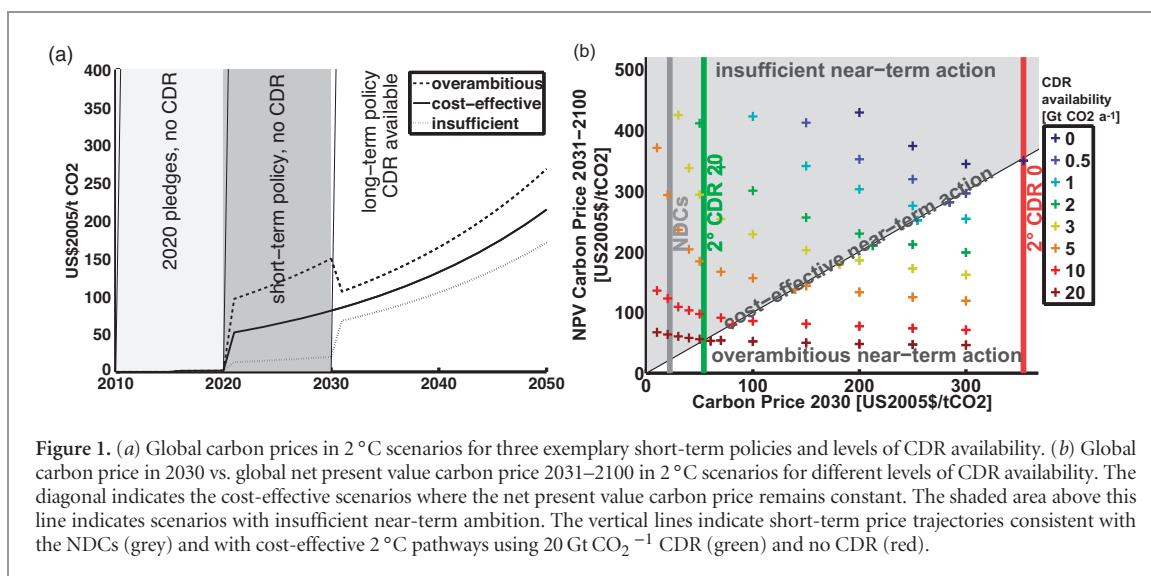 (a)
400
350
300
250
200
150
100
50
0
US$2005/t CO2
2020 pledges, no CDR
short−term policy, no CDR
long−term policy
CDR available
overambitious
cost−effective
insufficient
2010
2020
2030
2040
2050
(b)
500
400
300
200
100
0
NPV Carbon Price 2031−2100
[US2005$/tCO2]
insufficient near−term action
NDCs
2° CDR 20
cost−effective near−term action
2° CDR 0
overambitious near−term action
0
100
200
300
Carbon Price 2030 [US2005$/tCO2]
CDR
availability
[Gt CO2 a-1]
0
0.5
1
2
3
5
10
20
Figure 1. (a) Global carbon prices in 2 °C scenarios for three exemplary short-term policies and levels of CDR availability. (b) Global
carbon price in 2030 vs. global net present value carbon price 2031–2100 in 2 °C scenarios for different levels of CDR availability. The
diagonal indicates the cost-effective scenarios where the net present value carbon price remains constant. The shaded area above this
line indicates scenarios with insufficient near-term ambition. The vertical lines indicate short-term price trajectories consistent with
the NDCs (grey) and with cost-effective 2 °C pathways using 20 Gt CO₂ ⁻¹ CDR (green) and no CDR (red).